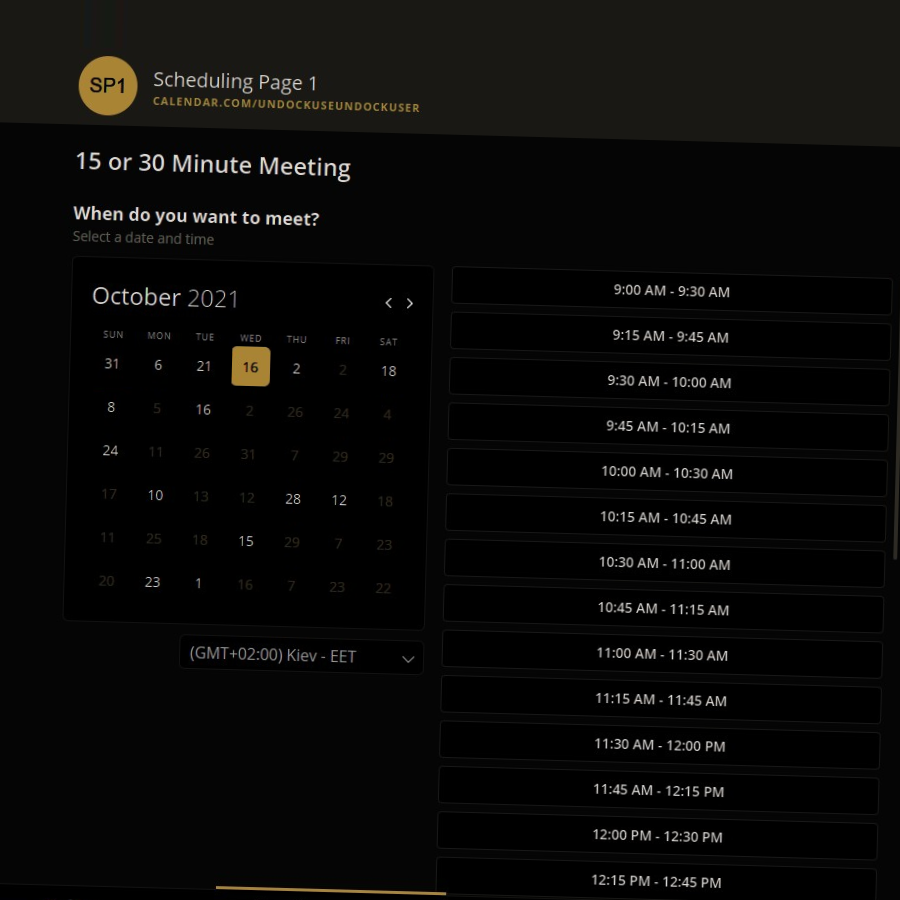 SP1
Scheduling Page 1
CALENDAR.COM/UNDOCKUSEUNDOCKUSER
15 or 30 Minute Meeting
When do you want to meet?
Select a date and time
October 2021
SUN MON TUE WED THU FRI SAT
31 6 21 16 2 2 18
8 5 16 2 26 24 4
24 11 26 31 7 29 29
17 10 13 12 28 12 18
11 25 18 15 29 7 23
20 23 1 16 7 23 22
(GMT+02:00) Kiev - EET
9:00 AM - 9:30 AM
9:15 AM - 9:45 AM
9:30 AM - 10:00 AM
9:45 AM - 10:15 AM
10:00 AM - 10:30 AM
10:15 AM - 10:45 AM
10:30 AM - 11:00 AM
10:45 AM - 11:15 AM
11:00 AM - 11:30 AM
11:15 AM - 11:45 AM
11:30 AM - 12:00 PM
11:45 AM - 12:15 PM
12:00 PM - 12:30 PM
12:15 PM - 12:45 PM